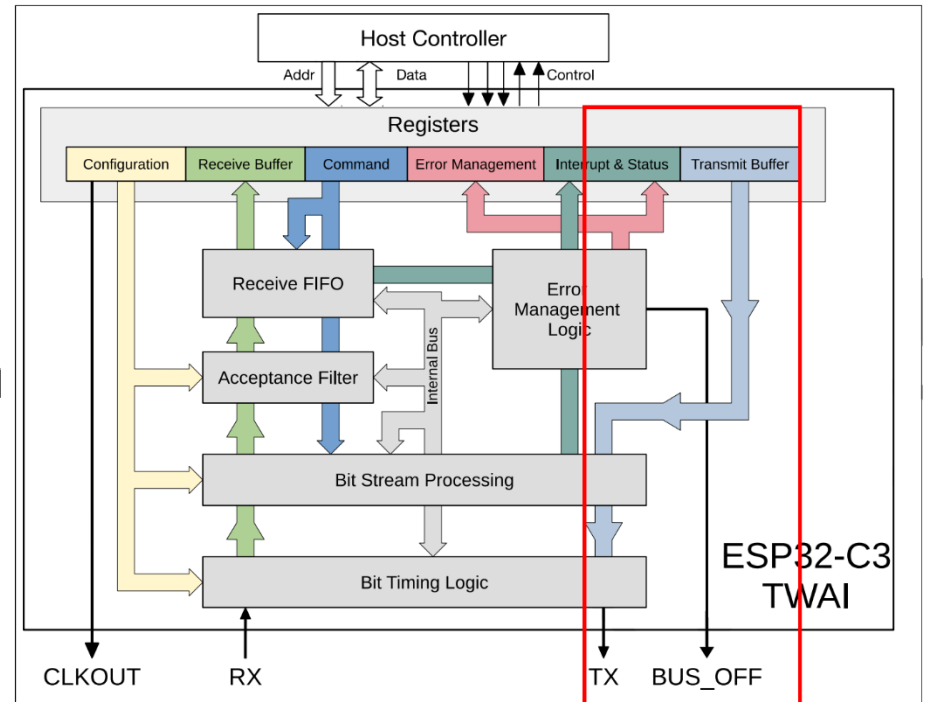 Host Controller
Addr
Data
Control
Registers
Configuration
Receive Buffer
Command
Error Management
Interrupt & Status
Transmit Buffer
Receive FIFO
Error
Management
Logic
Internal Bus
Acceptance Filter
Bit Stream Processing
ESP32-C3
TWAI
Bit Timing Logic
CLKOUT
RX
TX
BUS_OFF